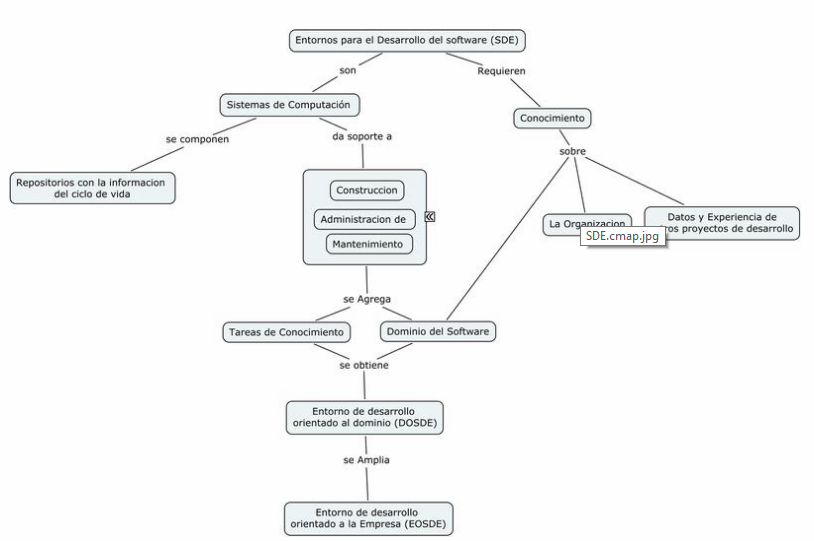 Entornos para el Desarrollo del software (SDE)
son
Requieren
Sistemas de Computación
Conocimiento
se componen
da soporte a
sobre
Repositorios con la informacion
del ciclo de vida
Construccion
Administracion de
Mantenimiento
La Organizacion
Datos y Experiencia de
ros proyectos de desarrollo
SDE.cmap.jpg
se Agrega
Tareas de Conocimiento
Dominio del Software
se obtiene
Entorno de desarrollo
orientado al dominio (DOSDE)
se Amplia
Entorno de desarrollo
orientado a la Empresa (EOSDE)